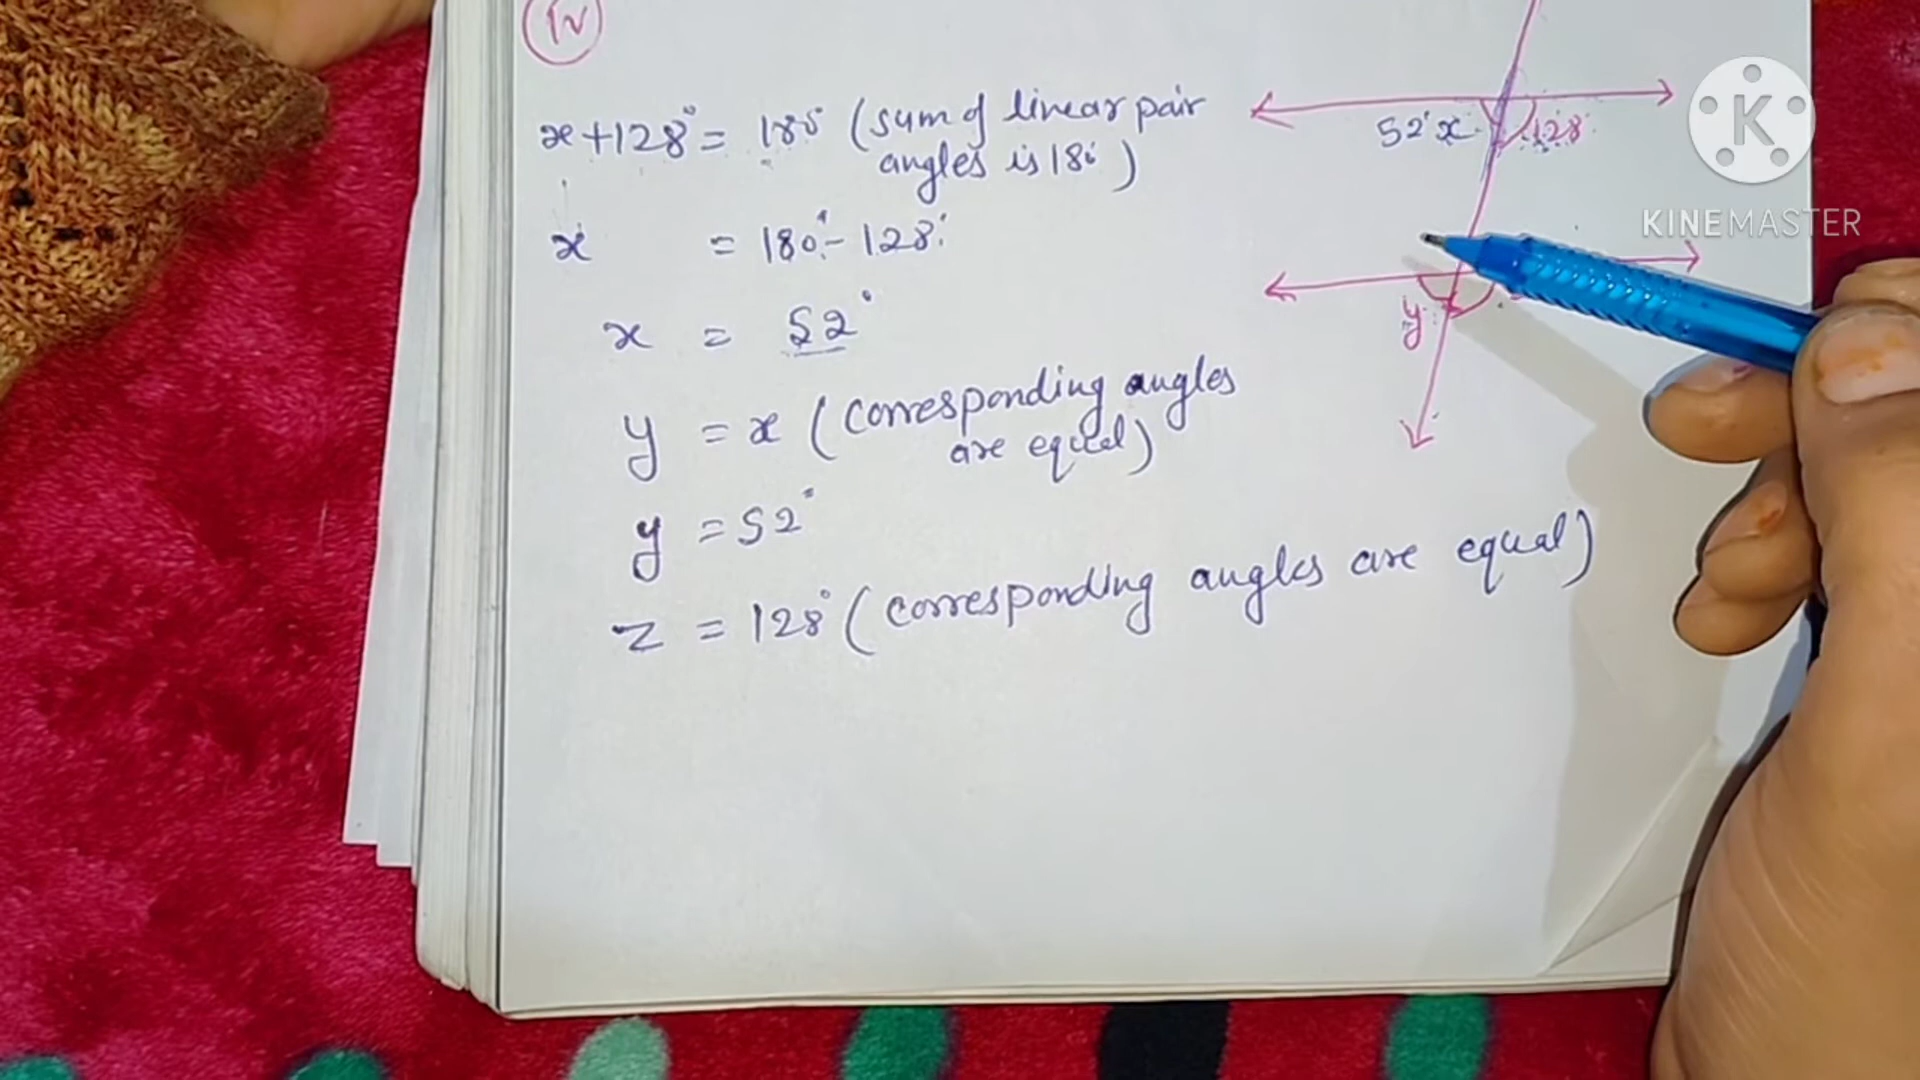 IV
x+128° = 180° (sum of linear pair
angles is 180°)
x = 180° - 128°
x = 52°
y = x (corresponding angles
are equal)
y = 52°
z = 128° (corresponding angles are equal)
52° x 128°
y
K
KINEMASTER